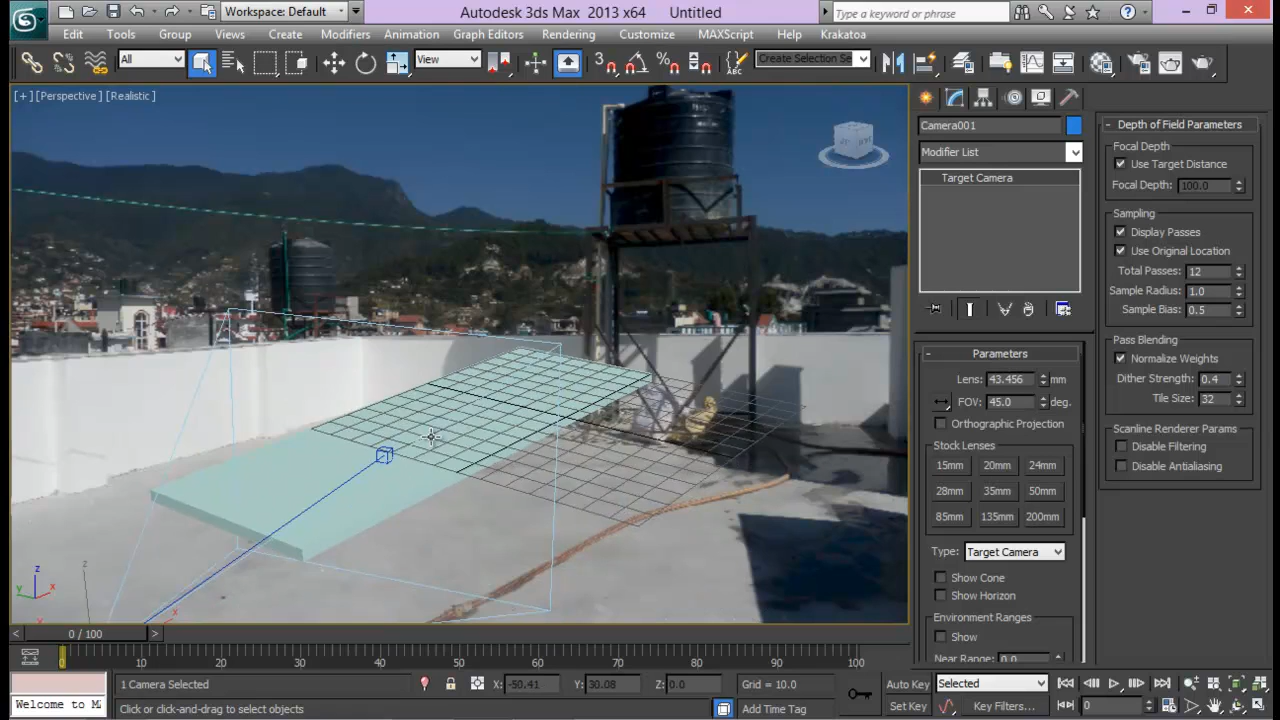 Workspace: Default
Autodesk 3ds Max 2013 x64 Untitled
Type a keyword or phrase
Edit Tools Group Views Create Modifiers Animation Graph Editors Rendering Customize MAXScript Help Krakatoa
All
View
3
ABC
Create Selection Se
[+] [Perspective] [Realistic]
Camera001
Modifier List
Target Camera
Parameters
Lens: 43.456 mm
FOV: 45.0 deg.
Orthographic Projection
Stock Lenses
15mm 20mm 24mm
28mm 35mm 50mm
85mm 135mm 200mm
Type: Target Camera
Show Cone
Show Horizon
Environment Ranges
Show
Near Range: 0.0
Depth of Field Parameters
Focal Depth
Use Target Distance
Focal Depth: 100.0
Sampling
Display Passes
Use Original Location
Total Passes: 12
Sample Radius: 1.0
Sample Bias: 0.5
Pass Blending
Normalize Weights
Dither Strength: 0.4
Tile Size: 32
Scanline Renderer Params
Disable Filtering
Disable Antialiasing
z
y
x
z
x
< 0 / 100 >
0 10 20 30 40 50 60 70 80 90 100
1 Camera Selected
X: -50.41 Y: 30.08 Z: 0.0
Grid = 10.0
Auto Key
Selected
Welcome to M
Click or click-and-drag to select objects
Add Time Tag
Set Key
Key Filters...
0